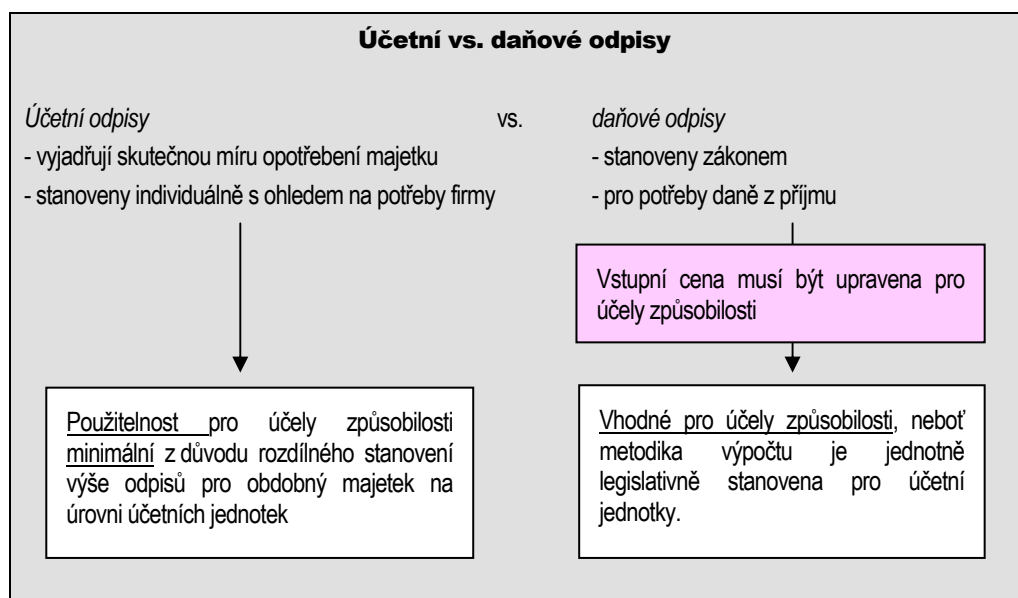 Účetní vs. daňové odpisy
Účetní odpisy
- vyjadřují skutečnou míru opotřebení majetku
- stanoveny individuálně s ohledem na potřeby firmy
vs.
daňové odpisy
- stanoveny zákonem
- pro potřeby daně z příjmu
Vstupní cena musí být upravena pro
účely způsobilosti
Použitelnost pro účely způsobilosti
minimální z důvodu rozdílného stanovení
výše odpisů pro obdobný majetek na
úrovni účetních jednotek
Vhodné pro účely způsobilosti, neboť
metodika výpočtu je jednotně
legislativně stanovena pro účetní
jednotky.